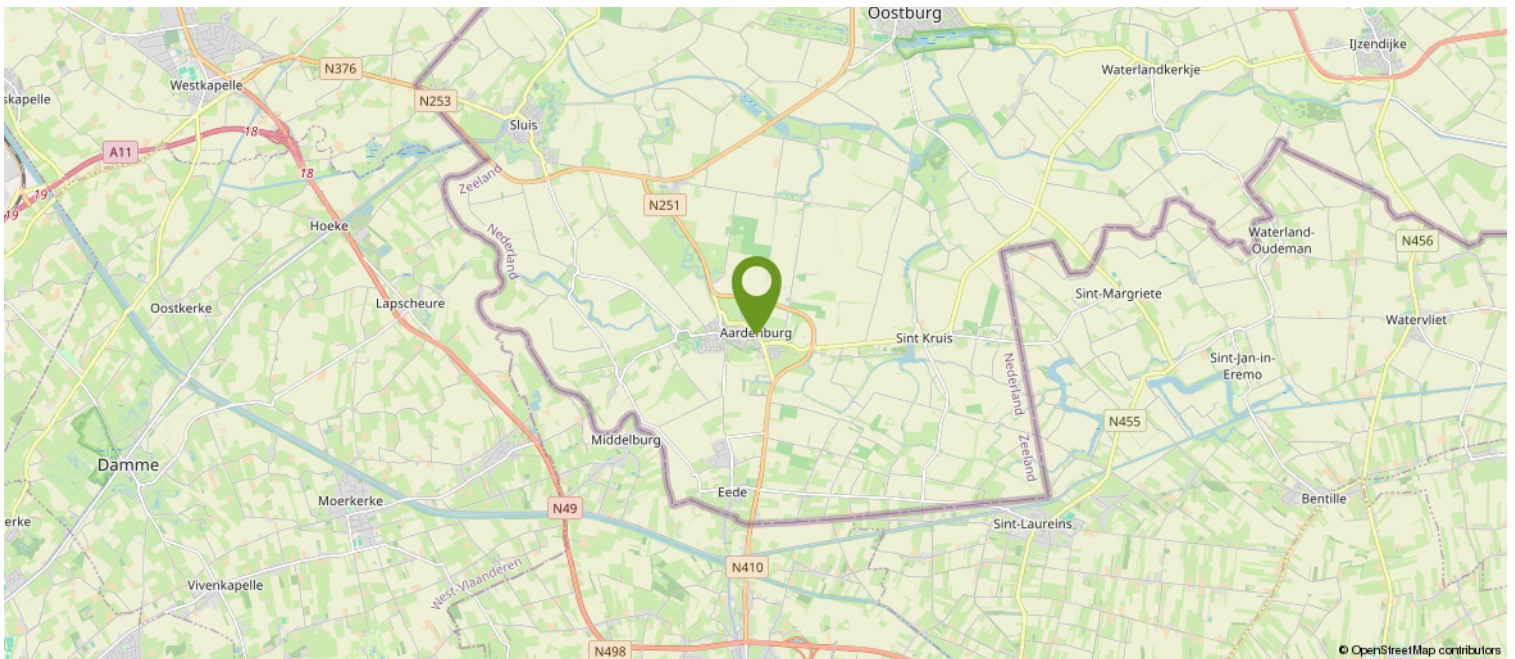 Oostburg
IJzendijke
N376
Waterlandkerkje
Westkapelle
skapelle
N253
Sluis
18
A11
18
Zeeland
19
19
N251
Hoeke
Nederland
Waterland-
Oudeman
N456
Sint-Margriete
Lapscheure
Oostkerke
Watervliet
Aardenburg
Sint Kruis
Sint-Jan-in-
Eremo
Nederland
Zeeland
N455
Middelburg
Damme
Eede
Moerkerke
Bentille
N49
erke
Sint-Laureins
N410
West-Vlaanderen
Vivenkapelle
N498
© OpenStreetMap contributors